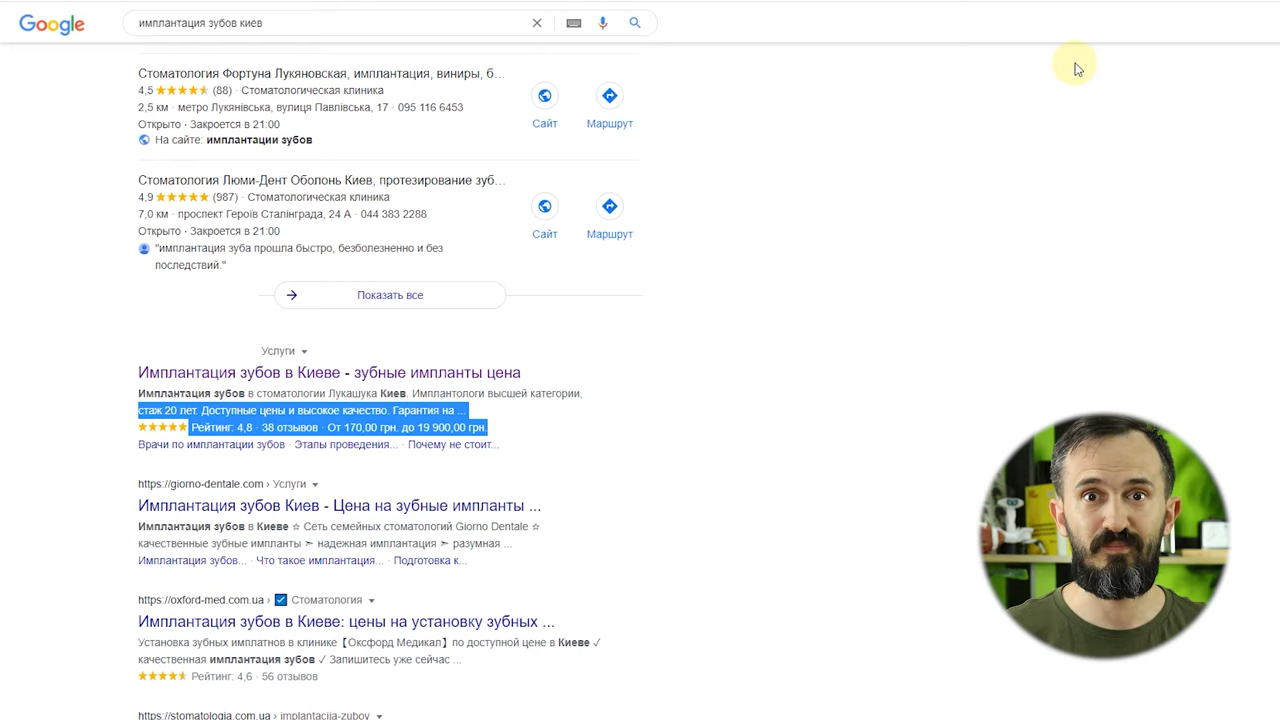 Google
имплантация зубов киев
Стоматология Фортуна Лукяновская, имплантация, виниры, б...
4,5 (88) · Стоматологическая клиника
2,5 км · метро Лукянівська, вулиця Павлівська, 17 · 095 116 6453
Открыто · Закроется в 21:00
На сайте: имплантации зубов
Сайт
Маршрут
Стоматология Люми-Дент Оболонь Киев, протезирование зуб...
4,9 (987) · Стоматологическая клиника
7,0 км · проспект Героїв Сталінграда, 24 А · 044 383 2288
Открыто · Закроется в 21:00
"имплантация зуба прошла быстро, безболезненно и без
последствий."
Сайт
Маршрут
Показать все
Услуги
Имплантация зубов в Киеве - зубные импланты цена
Имплантация зубов в стоматологии Лукашука Киев. Имплантологи высшей категории,
стаж 20 лет. Доступные цены и высокое качество. Гарантия на ...
Рейтинг: 4,8 · 38 отзывов · От 170,00 грн. до 19 900,00 грн.
Врачи по имплантации зубов · Этапы проведения... · Почему не стоит...
https://giorno-dentale.com › Услуги
Имплантация зубов Киев - Цена на зубные импланты ...
Имплантация зубов в Киеве ☆ Сеть семейных стоматологий Giorno Dentale ☆
качественные зубные импланты ➣ надежная имплантация ➣ разумная ...
Имплантация зубов... · Что такое имплантация... · Подготовка к...
https://oxford-med.com.ua › ☑ Стоматология
Имплантация зубов в Киеве: цены на установку зубных ...
Установка зубных имплатнов в клинике【Оксфорд Медикал】по доступной цене в Киеве ✓
качественная имплантация зубов ✓ Запишитесь уже сейчас ...
Рейтинг: 4,6 · 56 отзывов
https://stomatologia.com.ua › implantacija-zubov